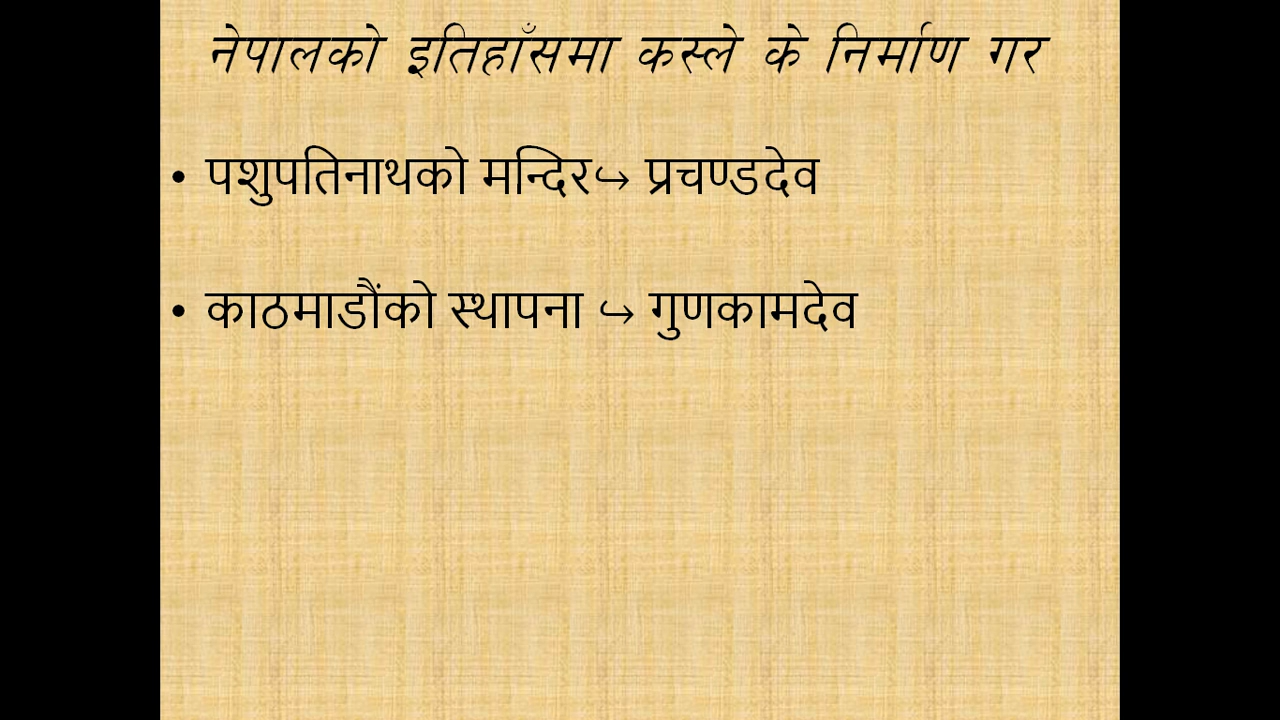 नेपालको इतिहाँसमा कस्ले के निर्माण गर
• पशुपतिनाथको मन्दिर↪ प्रचण्डदेव
• काठमाडौंको स्थापना ↪ गुणकामदेव